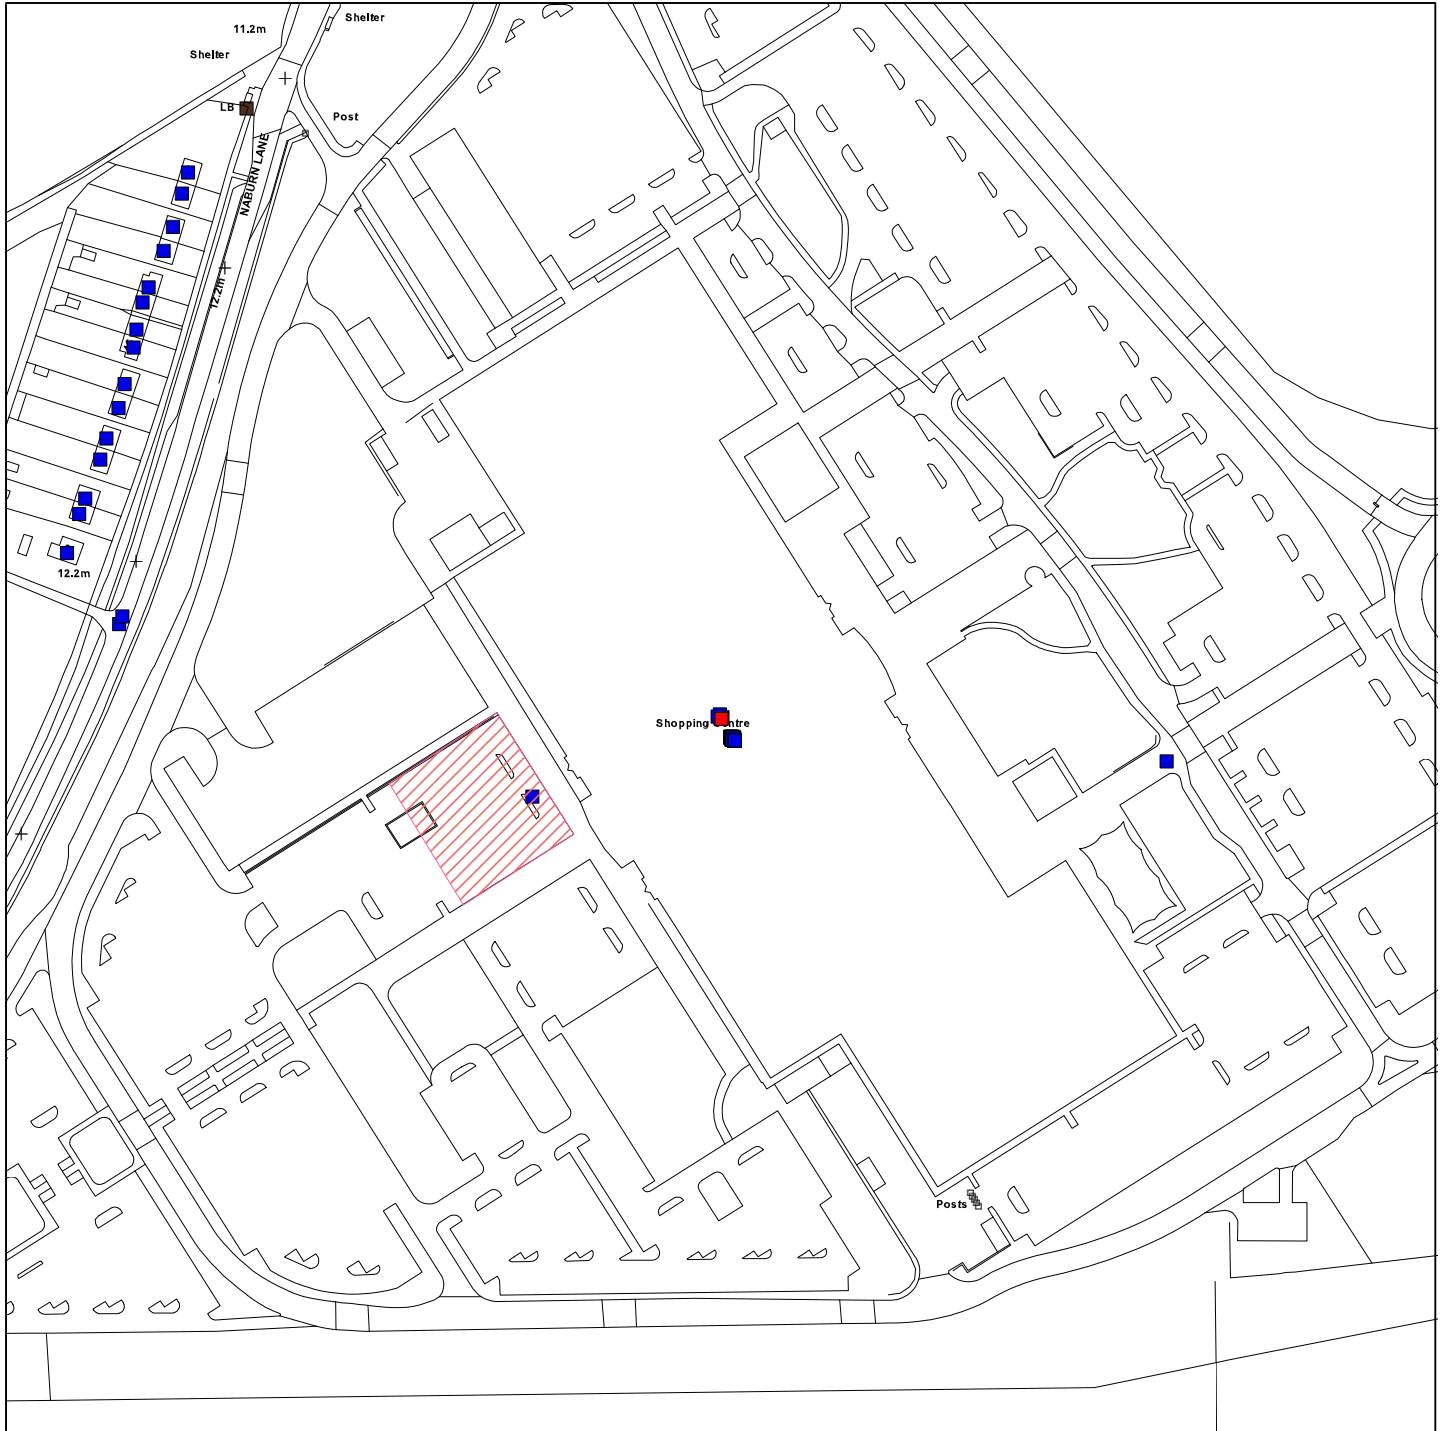 Shelter
11.2m
Shelter
LB
Post
NABURN LANE
12.2m
12.2m
Shopping Centre
Posts